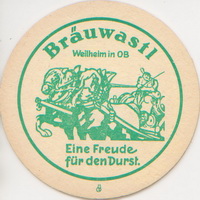 Bräuwastl
Weilheim in OB
Eine Freude
für den Durst.